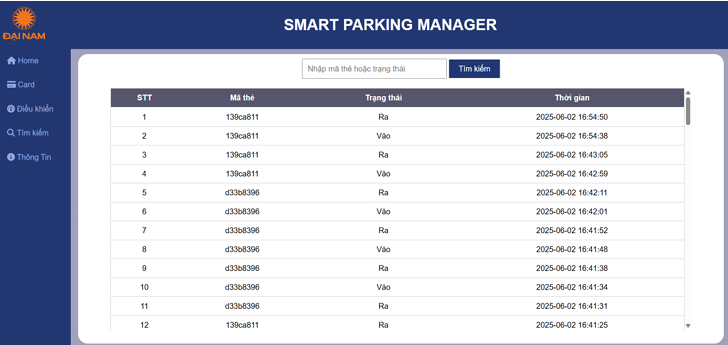 SMART PARKING MANAGER
ĐẠI NAM
Home
Card
Điều khiển
Tìm kiếm
Thông Tin
Nhập mã thẻ hoặc trạng thái Tìm kiếm
STT Mã thẻ Trạng thái Thời gian
1 139ca811 Ra 2025-06-02 16:54:50
2 139ca811 Vào 2025-06-02 16:54:38
3 139ca811 Ra 2025-06-02 16:43:05
4 139ca811 Vào 2025-06-02 16:42:59
5 d33b8396 Ra 2025-06-02 16:42:11
6 d33b8396 Vào 2025-06-02 16:42:01
7 d33b8396 Ra 2025-06-02 16:41:52
8 d33b8396 Vào 2025-06-02 16:41:48
9 d33b8396 Ra 2025-06-02 16:41:38
10 d33b8396 Vào 2025-06-02 16:41:34
11 d33b8396 Ra 2025-06-02 16:41:31
12 139ca811 Ra 2025-06-02 16:41:25